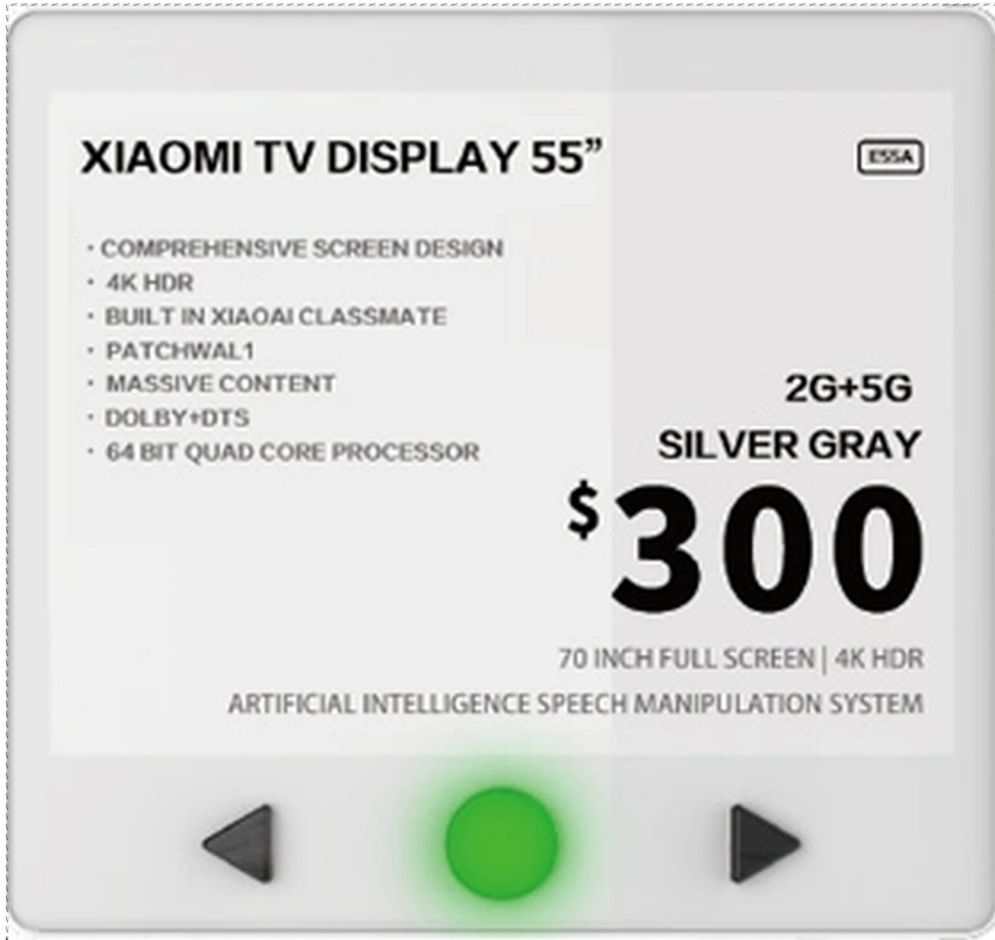 XIAOMI TV DISPLAY 55”
E55A
· COMPREHENSIVE SCREEN DESIGN
· 4K HDR
· BUILT IN XIAOAI CLASSMATE
· PATCHWAL1
· MASSIVE CONTENT
· DOLBY+DTS
· 64 BIT QUAD CORE PROCESSOR
2G+5G
SILVER GRAY
$300
70 INCH FULL SCREEN | 4K HDR
ARTIFICIAL INTELLIGENCE SPEECH MANIPULATION SYSTEM